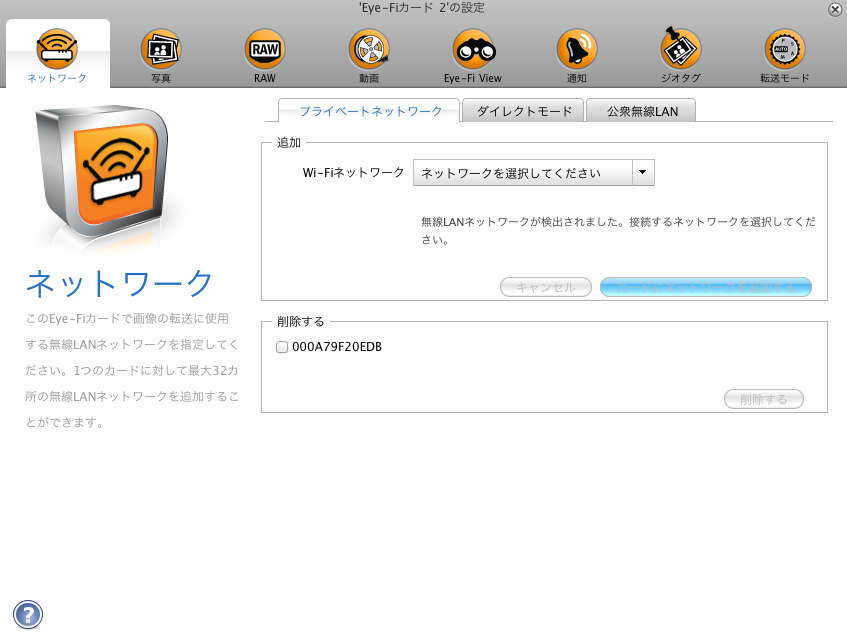 'Eye-Fiカード 2'の設定
ネットワーク
写真
RAW
RAW
動画
Eye-Fi View
通知
ジオタグ
AUTO
転送モード
プライベートネットワーク
ダイレクトモード
公衆無線LAN
追加
Wi-Fiネットワーク
ネットワークを選択してください
無線LANネットワークが検出されました。接続するネットワークを選択してくだ
さい。
キャンセル
ネットワーク
このEye-Fiカードで画像の転送に使用
する無線LANネットワークを指定してく
ださい。1つのカードに対して最大32カ
所の無線LANネットワークを追加するこ
とができます。
削除する
000A79F20EDB
削除する
?